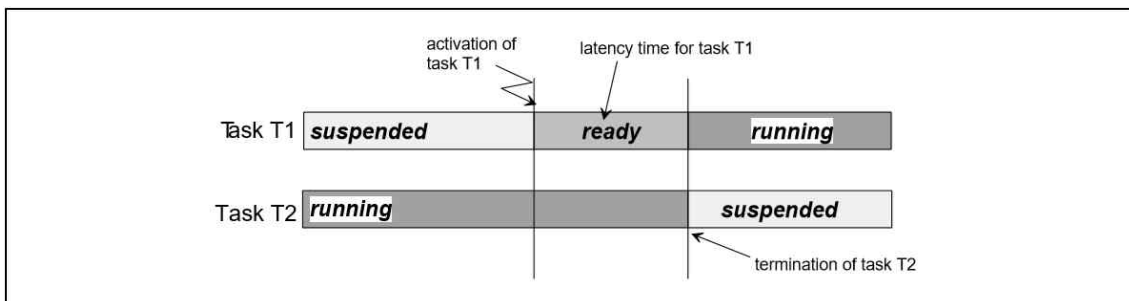 activation of
task T1
latency time for task T1
Task T1
suspended
ready
running
Task T2
running
suspended
termination of task T2